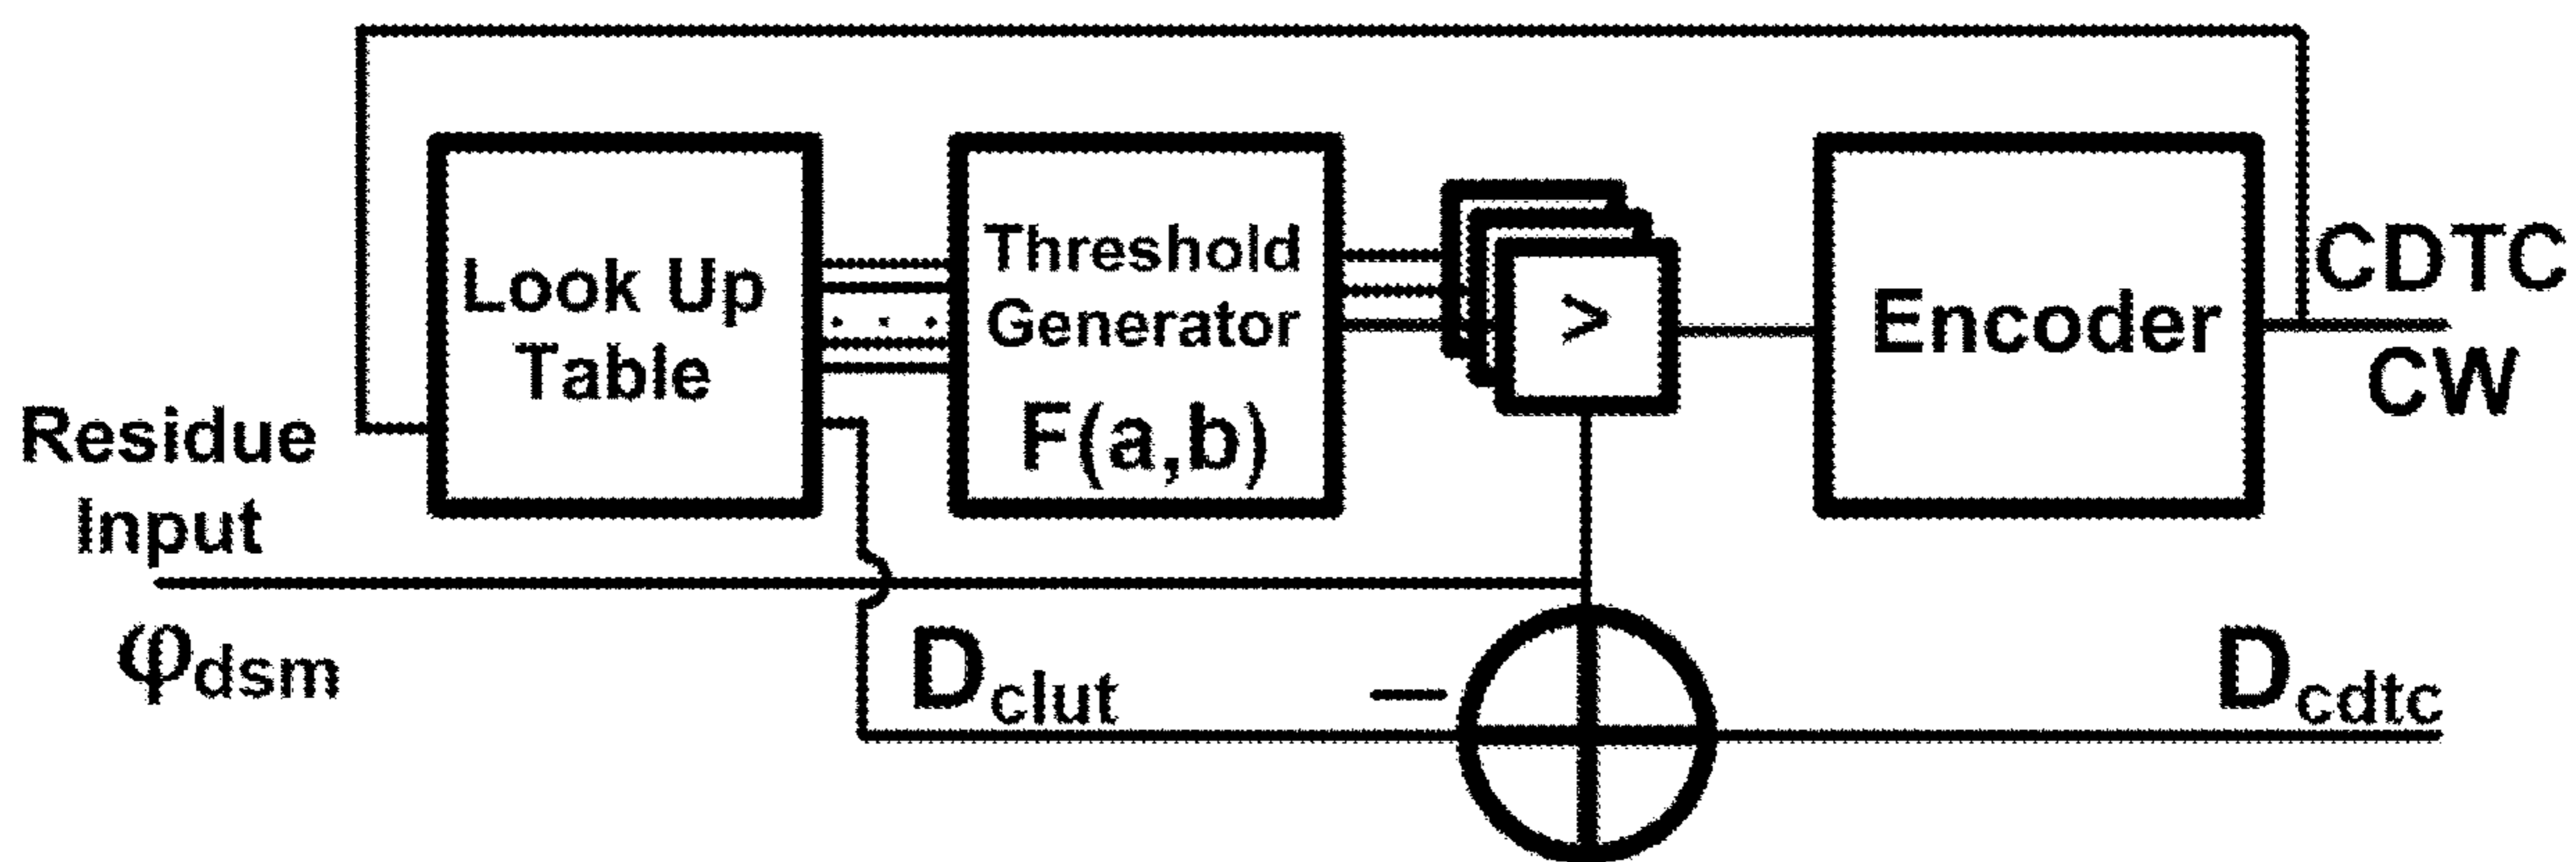 Look Up
Table
Threshold
Generator
F(a,b)
>
Encoder
CDTC
CW
Residue
Input
φdsm
Dclut
−
Dcdtc